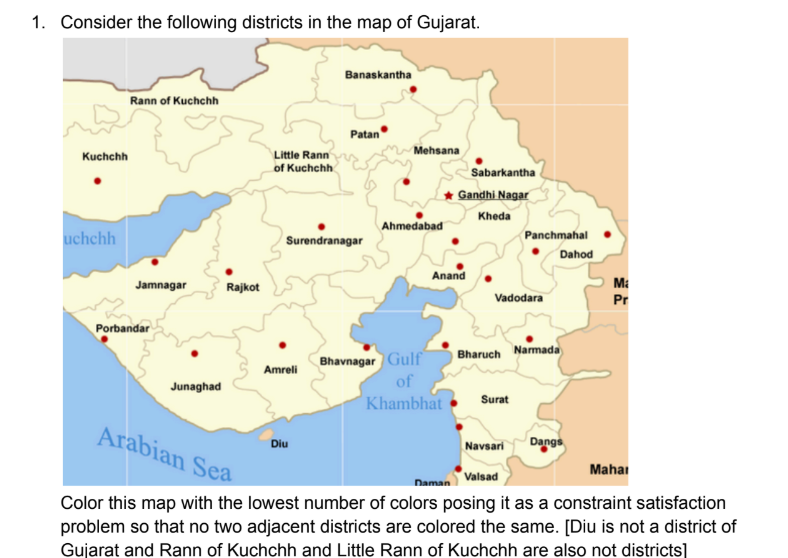 1. Consider the following districts in the map of Gujarat.
Banaskantha
Rann of Kuchchh
Patan
Mehsana
Kuchchh
Little Rann
of Kuchchh
Sabarkantha
Gandhi Nagar
Kheda
Ahmedabad
Panchmahal
uchchh
Surendranagar
Dahod
Anand
Jamnagar
Rajkot
Vadodara
Ma
Pr
Porbandar
Bhavnagar
Gulf
of
Khambhat
Bharuch
Narmada
Amreli
Junaghad
Surat
Arabian Sea
Diu
Navsari
Dangs
Mahar
Valsad
Daman
Color this map with the lowest number of colors posing it as a constraint satisfaction
problem so that no two adjacent districts are colored the same. [Diu is not a district of
Gujarat and Rann of Kuchchh and Little Rann of Kuchchh are also not districts]